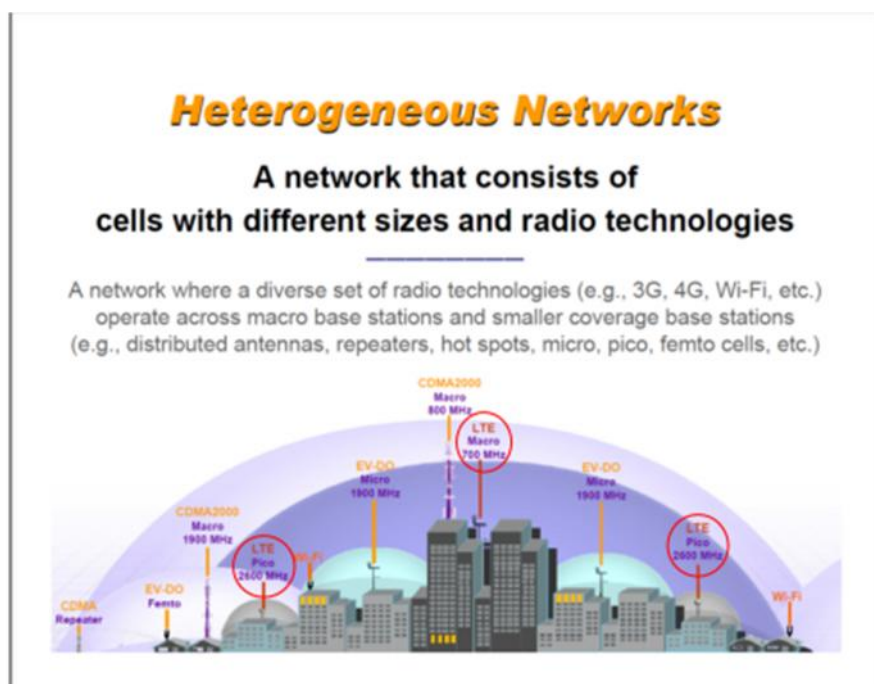 Heterogeneous Networks
A network that consists of
cells with different sizes and radio technologies
A network where a diverse set of radio technologies (e.g., 3G, 4G, Wi-Fi, etc.)
operate across macro base stations and smaller coverage base stations
(e.g., distributed antennas, repeaters, hot spots, micro, pico, femto cells, etc.)
CDMA2000
Macro
800 MHz
LTE
Macro
700 MHz
EV-DO
Micro
1900 MHz
EV-DO
Micro
1900 MHz
CDMA2000
Macro
1900 MHz
LTE
Pico
2600 MHz
Wi-Fi
LTE
Pico
2600 MHz
EV-DO
Femto
CDMA
Repeater
Wi-Fi